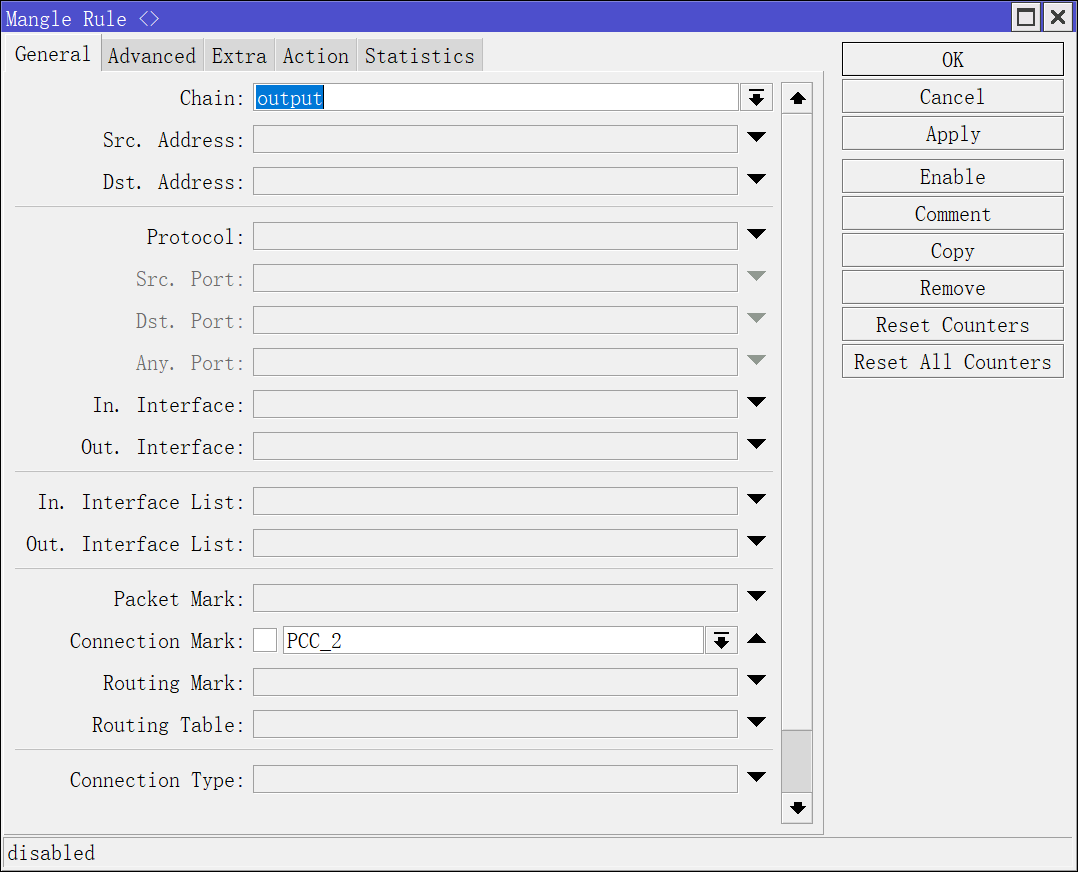 Mangle Rule <>
General Advanced Extra Action Statistics
Chain: output
Src. Address:
Dst. Address:
Protocol:
Src. Port:
Dst. Port:
Any. Port:
In. Interface:
Out. Interface:
In. Interface List:
Out. Interface List:
Packet Mark:
Connection Mark: PCC_2
Routing Mark:
Routing Table:
Connection Type:
OK
Cancel
Apply
Enable
Comment
Copy
Remove
Reset Counters
Reset All Counters
disabled